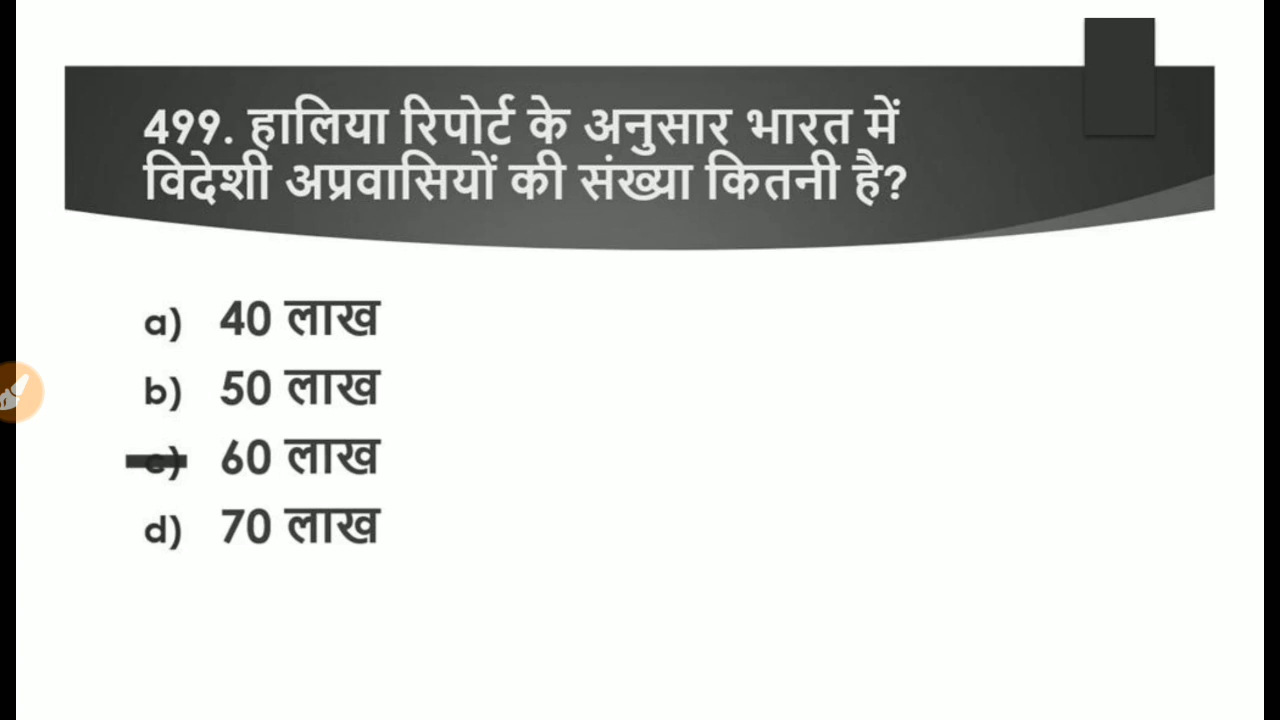 499. हालिया रिपोर्ट के अनुसार भारत में
विदेशी अप्रवासियों की संख्या कितनी है?
a) 40 लाख
b) 50 लाख
c) 60 लाख
d) 70 लाख